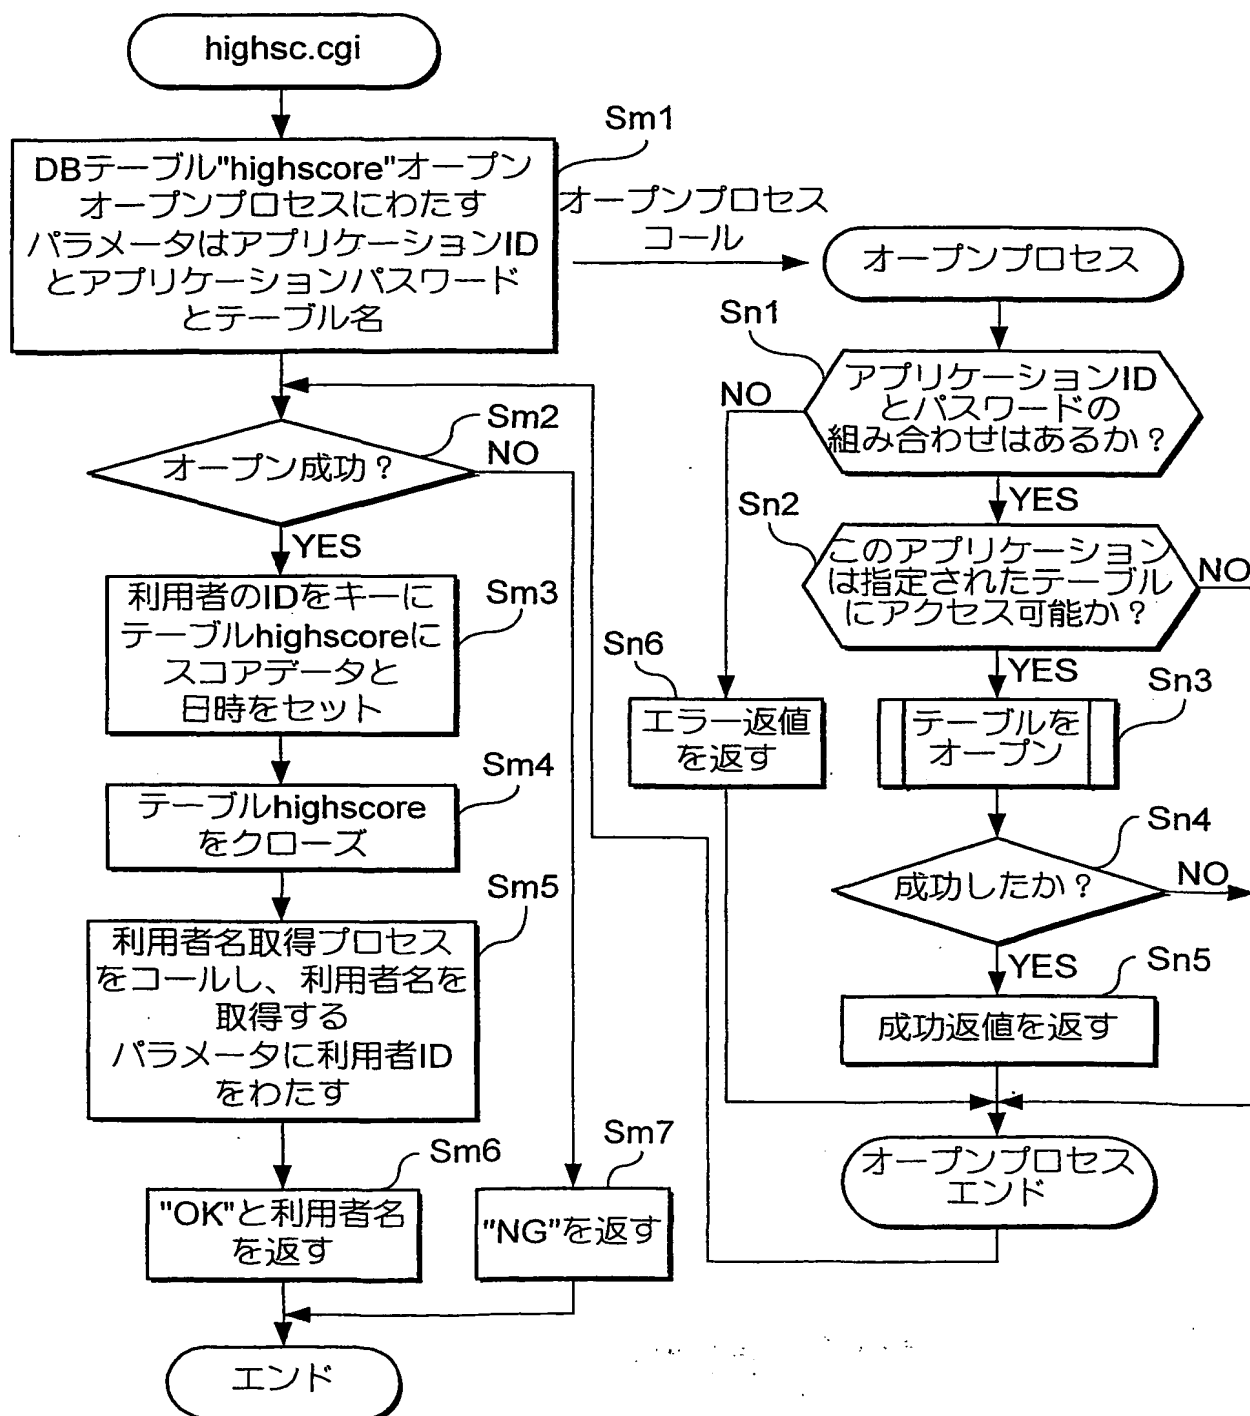 highsc.cgi
Sm1
DBテーブル"highscore"オープン
オープンプロセスにわたす
パラメータはアプリケーションID
とアプリケーションパスワード
とテーブル名
オープンプロセス
コール
オープンプロセス
Sm2
オープン成功？
NO
YES
Sm3
利用者のIDをキーに
テーブルhighscoreに
スコアデータと
日時をセット
Sm4
テーブルhighscore
をクローズ
Sm5
利用者名取得プロセス
をコールし、利用者名を
取得する
パラメータに利用者ID
をわたす
Sm6
"OK"と利用者名
を返す
Sm7
"NG"を返す
エンド
Sn1
アプリケーションID
とパスワードの
組み合わせはあるか？
NO
YES
Sn2
このアプリケーション
は指定されたテーブル
にアクセス可能か？
NO
YES
Sn6
エラー返値
を返す
Sn3
テーブルを
オープン
Sn4
成功したか？
NO
YES
Sn5
成功返値を返す
オープンプロセス
エンド